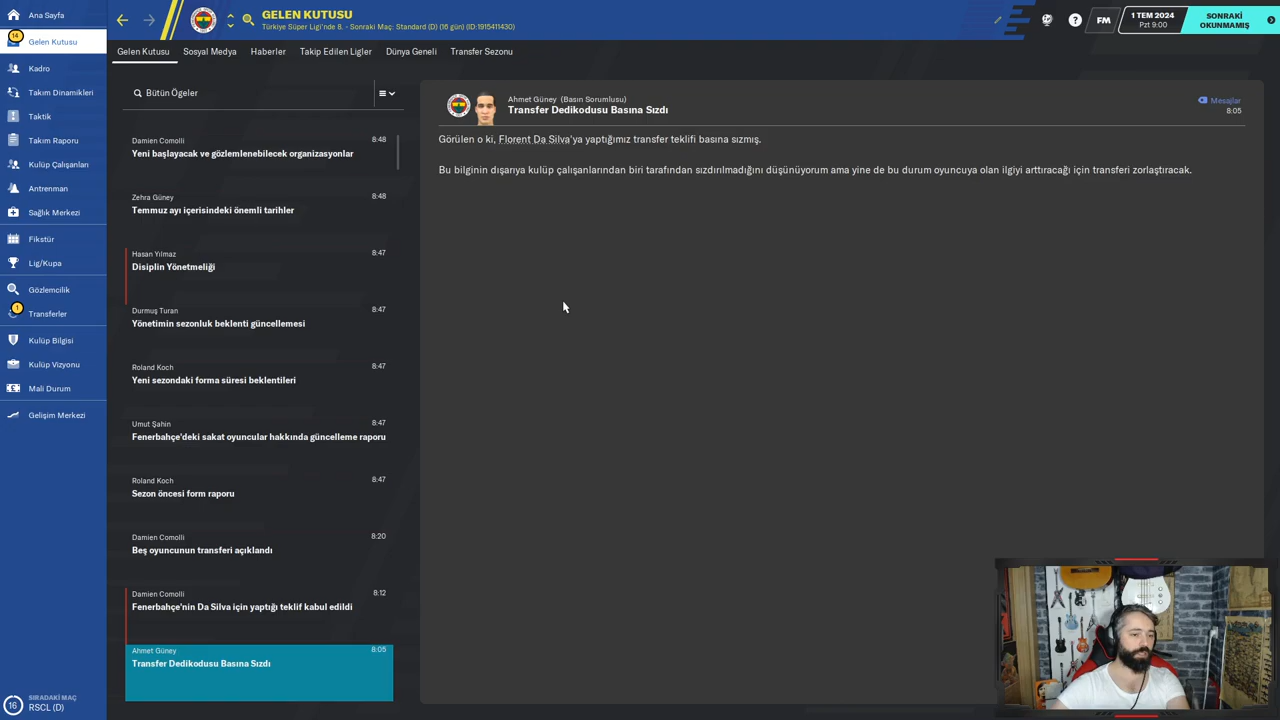 Ana Sayfa
14
Gelen Kutusu
Kadro
Takım Dinamikleri
Taktik
Takım Raporu
Kulüp Çalışanları
Antrenman
Sağlık Merkezi
Fikstür
Lig/Kupa
Gözlemcilik
1
Transferler
Kulüp Bilgisi
Kulüp Vizyonu
Mali Durum
Gelişim Merkezi
16
SIRADAKİ MAÇ
RSCL (D)
GELEN KUTUSU
Türkiye Süper Ligi'nde 8. - Sonraki Maç: Standard (D) (16 gün) (ID:1915411430)
FM
1 TEM 2024
Pzt 9:00
SONRAKİ
OKUNMAMIŞ
Gelen Kutusu
Sosyal Medya
Haberler
Takip Edilen Ligler
Dünya Geneli
Transfer Sezonu
Bütün Ögeler
Damien Comolli 8:48
Yeni başlayacak ve gözlemlenebilecek organizasyonlar
Zehra Güney 8:48
Temmuz ayı içerisindeki önemli tarihler
Hasan Yılmaz 8:47
Disiplin Yönetmeliği
Durmuş Turan 8:47
Yönetimin sezonluk beklenti güncellemesi
Roland Koch 8:47
Yeni sezondaki forma süresi beklentileri
Umut Şahin 8:47
Fenerbahçe'deki sakat oyuncular hakkında güncelleme raporu
Roland Koch 8:47
Sezon öncesi form raporu
Damien Comolli 8:20
Beş oyuncunun transferi açıklandı
Damien Comolli 8:12
Fenerbahçe'nin Da Silva için yaptığı teklif kabul edildi
Ahmet Güney 8:05
Transfer Dedikodusu Basına Sızdı
Ahmet Güney (Basın Sorumlusu)
Transfer Dedikodusu Basına Sızdı
Mesajlar
8:05
Görülen o ki, Florent Da Silva'ya yaptığımız transfer teklifi basına sızmış.
Bu bilginin dışarıya kulüp çalışanlarından biri tarafından sızdırılmadığını düşünüyorum ama yine de bu durum oyuncuya olan ilgiyi arttıracağı için transferi zorlaştıracak.